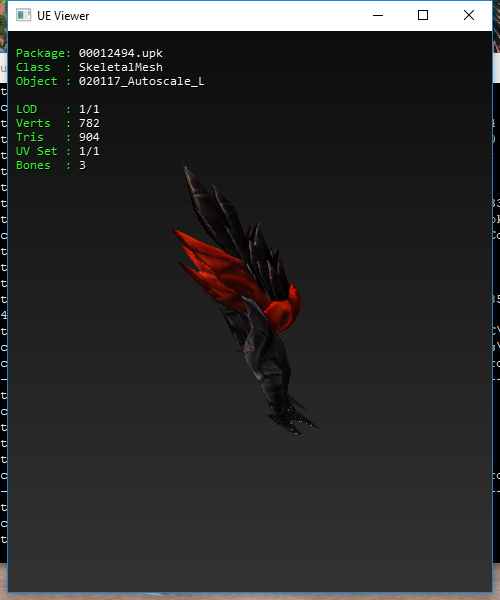 UE Viewer
Package: 00012494.upk
Class  : SkeletalMesh
Object : 020117_Autoscale_L
LOD    : 1/1
Verts  : 782
Tris   : 904
UV Set : 1/1
Bones  : 3